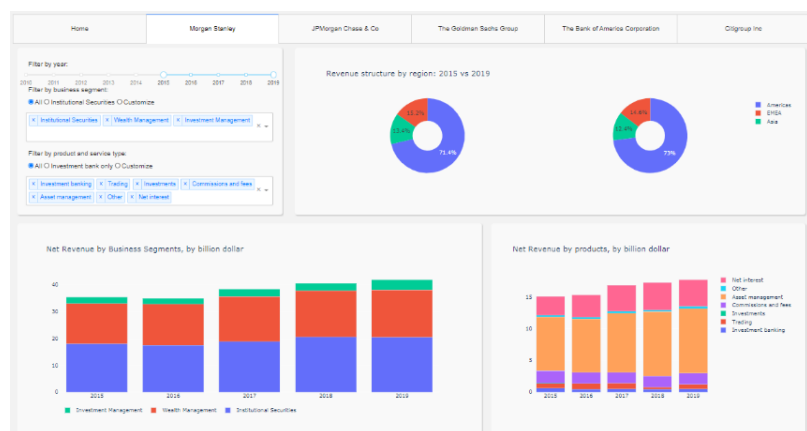 Home
Morgan Stanley
JPMorgan Chase & Co
The Goldman Sachs Group
The Bank of America Corporation
Citigroup Inc
Filter by year:
2010 2011 2012 2013 2014 2015 2016 2017 2018 2019
Filter by business segment:
All Institutional Securities Customize
× Institutional Securities × Wealth Management × Investment Management
Filter by product and service type:
All Investment bank only Customize
× Investment banking × Trading × Investments × Commissions and fees
× Asset management × Other × Net interest
Revenue structure by region: 2015 vs 2019
15.2%
13.4%
71.4%
14.6%
12.4%
73%
Americas
EMEA
Asia
Net Revenue by Business Segments, by billion dollar
40
30
20
10
0
2015 2016 2017 2018 2019
Investment Management Wealth Management Institutional Securities
Net Revenue by products, by billion dollar
15
10
5
0
2015 2016 2017 2018 2019
Net interest
Other
Asset management
Commissions and fees
Investments
Trading
Investment banking